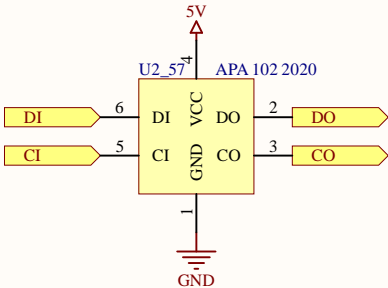 5V
4
U2_57 APA 102 2020
DI 6 DI VCC DO 2 DO
CI 5 CI GND CO 3 CO
1
GND